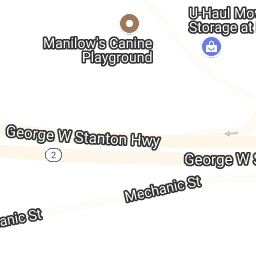 U-Haul Mov
Storage at
Manilow's Canine
Playground
George W Stanton Hwy
George W S
2
Mechanic St
anic St